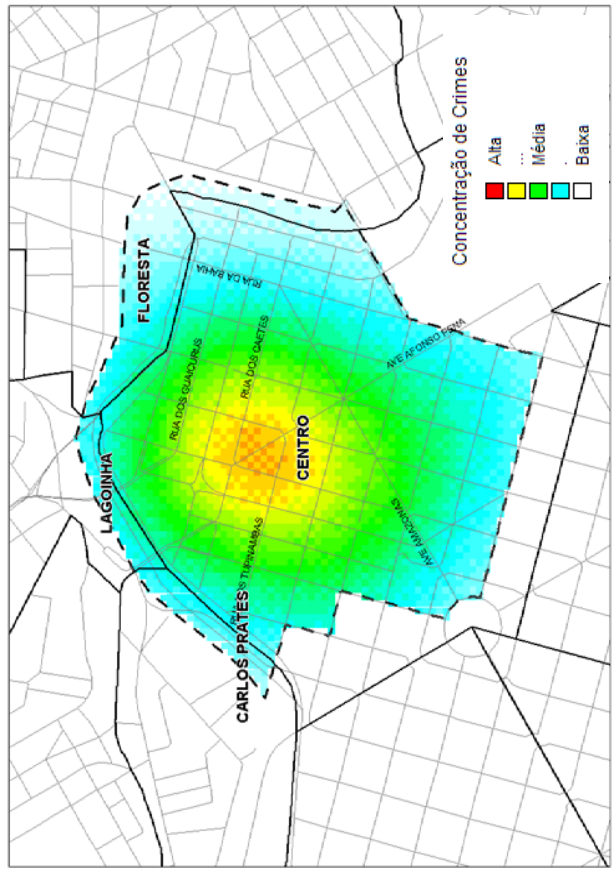 Concentração de Crimes
Alta
...
Média
.
Baixa
FLORESTA
RUA DA BAHIA
RUA DOS GUAICURUS
RUA DOS CAETES
AVE AFONSO PENA
LAGOINHA
CENTRO
AVE AMAZONAS
AS TUPINAMBAS
CARLOS PRATES